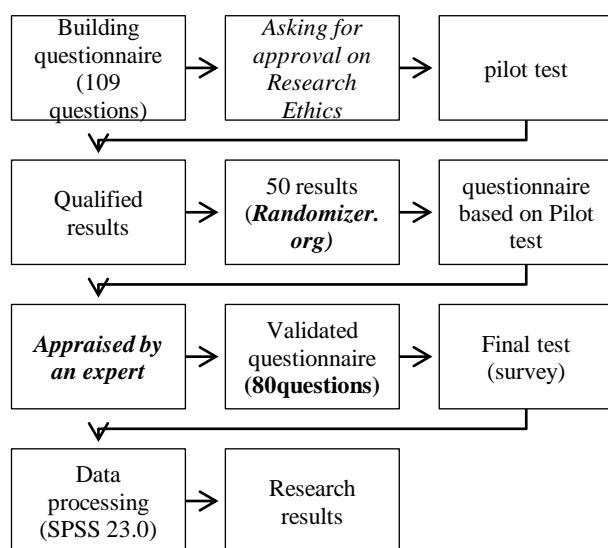 Building
questionnaire
(109
questions)
Asking for
approval on
Research
Ethics
pilot test
Qualified
results
50 results
(Randomizer.
org)
questionnaire
based on Pilot
test
Appraised by
an expert
Validated
questionnaire
(80questions)
Final test
(survey)
Data
processing
(SPSS 23.0)
Research
results